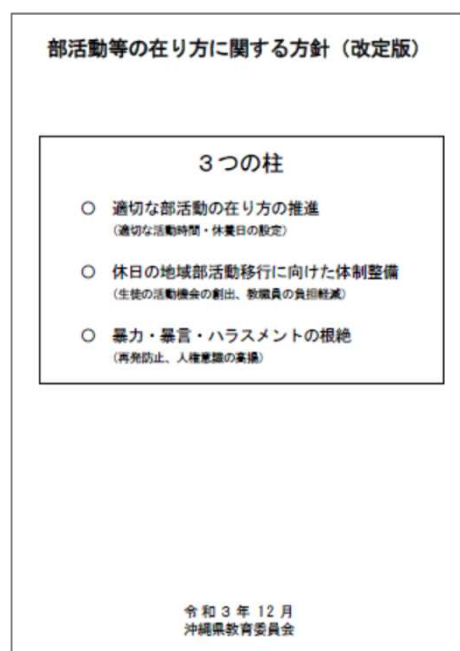 部活動等の在り方に関する方針（改定版）
３つの柱
○ 適切な部活動の在り方の推進
（適切な活動時間・休養日の設定）
○ 休日の地域部活動移行に向けた体制整備
（生徒の活動機会の創出、教職員の負担軽減）
○ 暴力・暴言・ハラスメントの根絶
（再発防止、人権意識の高揚）
令和３年 12 月
沖縄県教育委員会